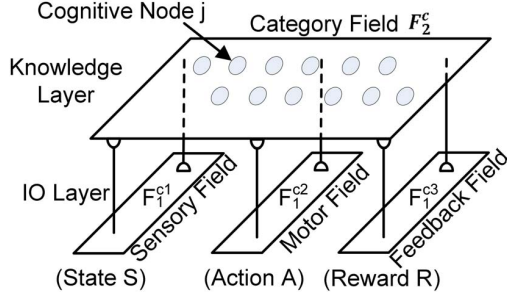 Cognitive Node j
Category Field F₂ᶜ
Knowledge
Layer
IO Layer
F₁ᶜ¹
Sensory Field
F₁ᶜ²
Motor Field
F₁ᶜ³
Feedback Field
(State S)
(Action A)
(Reward R)